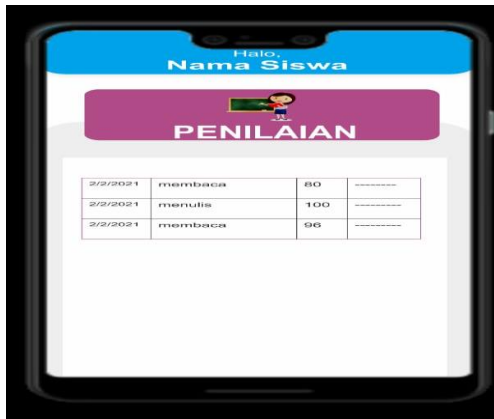 Halo,
Nama Siswa
PENILAIAN
2/2/2021 membaca 80 --------
2/2/2021 menulis 100 ---------
2/2/2021 membaca 96 ---------